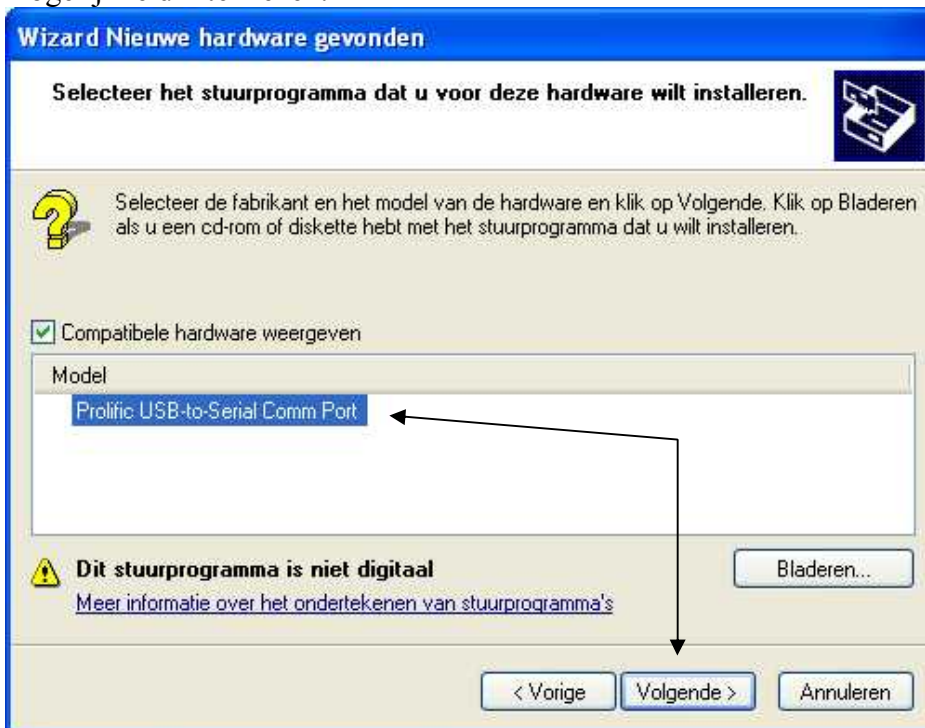 Wizard Nieuwe hardware gevonden
Selecteer het stuurprogramma dat u voor deze hardware wilt installeren.
Selecteer de fabrikant en het model van de hardware en klik op Volgende. Klik op Bladeren
als u een cd-rom of diskette hebt met het stuurprogramma dat u wilt installeren.
Compatibele hardware weergeven
Model
Prolific USB-to-Serial Comm Port
Dit stuurprogramma is niet digitaal
Bladeren...
Meer informatie over het ondertekenen van stuurprogramma's
< Vorige Volgende > Annuleren